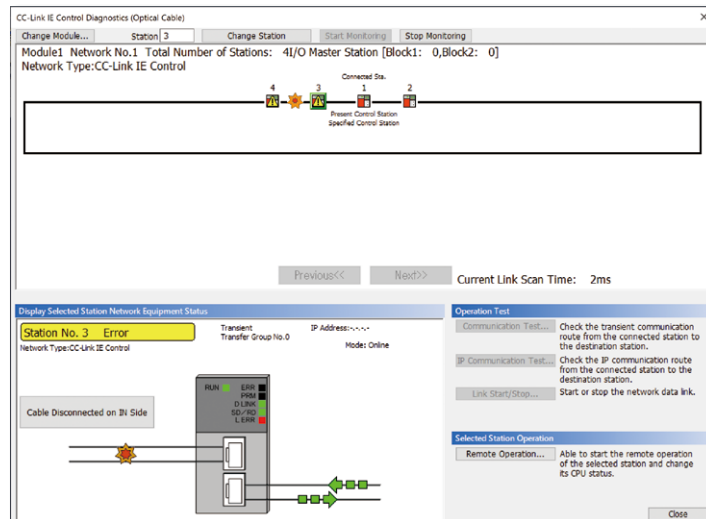 CC-Link IE Control Diagnostics (Optical Cable)
Change Module... Station 3 Change Station Start Monitoring Stop Monitoring
Module1 Network No.1 Total Number of Stations: 4I/O Master Station [Block1: 0,Block2: 0]
Network Type:CC-Link IE Control
Connected Sta.
4 3 1 2
Present Control Station
Specified Control Station
Previous<< Next>> Current Link Scan Time: 2ms
Display Selected Station Network Equipment Status
Station No. 3 Error
Transient
Transfer Group No.0
IP Address:-.-.-.-
Network Type:CC-Link IE Control
Mode: Online
RUN ERR
PRM
D LINK
SD/RD
L ERR
Cable Disconnected on IN Side
Operation Test
Communication Test... Check the transient communication
route from the connected station to
the destination station.
IP Communication Test... Check the IP communication route
from the connected station to the
destination station.
Link Start/Stop... Start or stop the network data link.
Selected Station Operation
Remote Operation... Able to start the remote operation
of the selected station and change
its CPU status.
Close